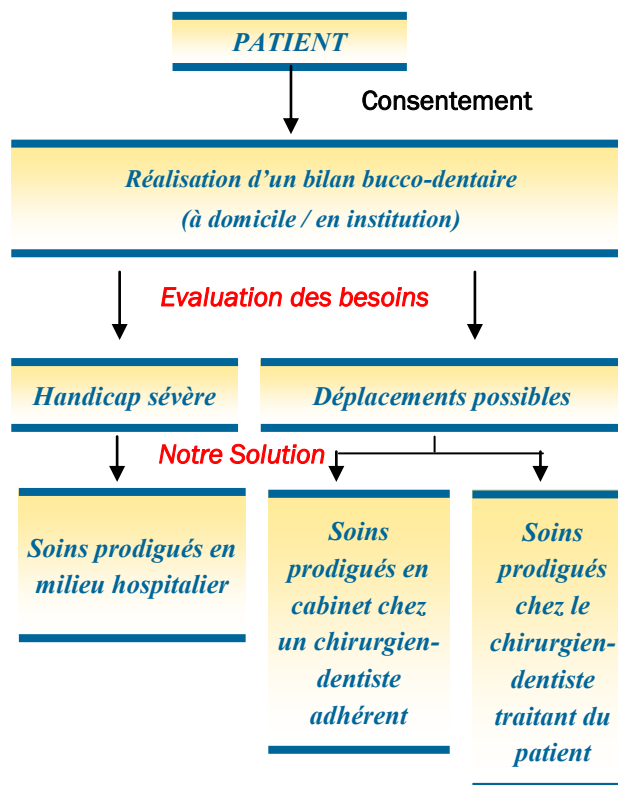 PATIENT
Consentement
Réalisation d’un bilan bucco-dentaire
(à domicile / en institution)
Evaluation des besoins
Handicap sévère
Déplacements possibles
Notre Solution
Soins prodigués en
milieu hospitalier
Soins
prodigués en
cabinet chez
un chirurgien-
dentiste
adhérent
Soins
prodigués
chez le
chirurgien-
dentiste
traitant du
patient